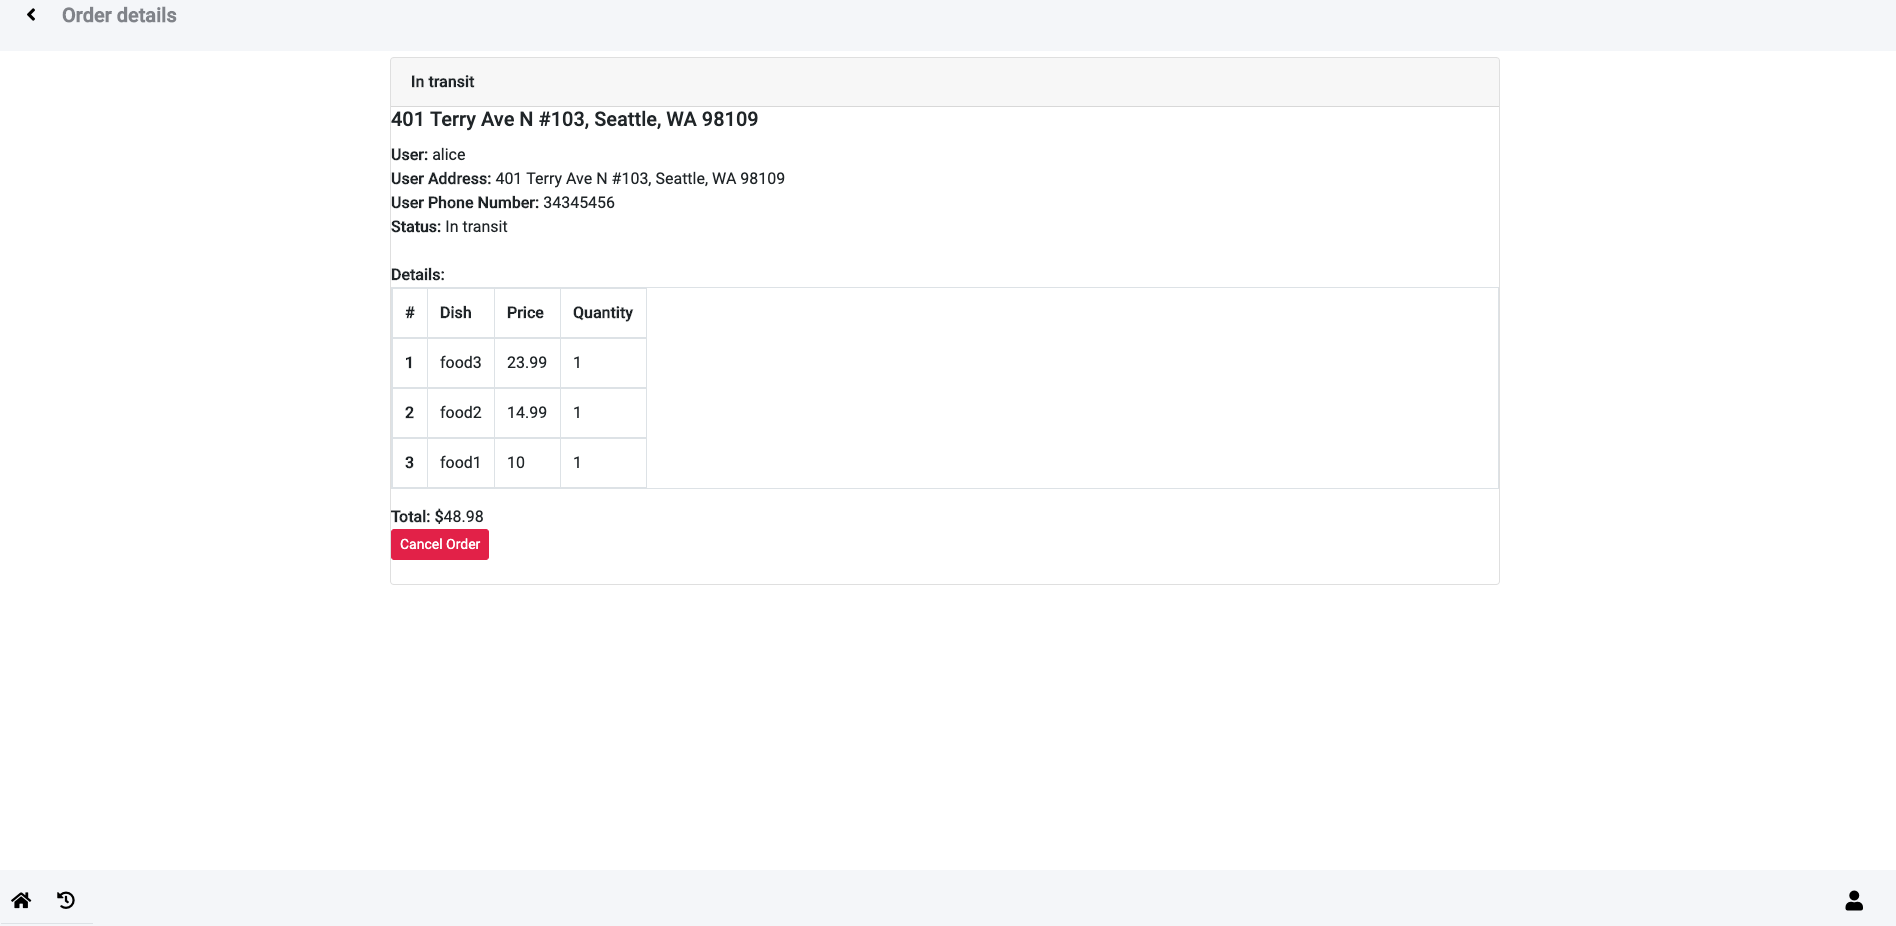 Order details
In transit
401 Terry Ave N #103, Seattle, WA 98109
User: alice
User Address: 401 Terry Ave N #103, Seattle, WA 98109
User Phone Number: 34345456
Status: In transit
Details:
# Dish Price Quantity
1 food3 23.99 1
2 food2 14.99 1
3 food1 10 1
Total: $48.98
Cancel Order